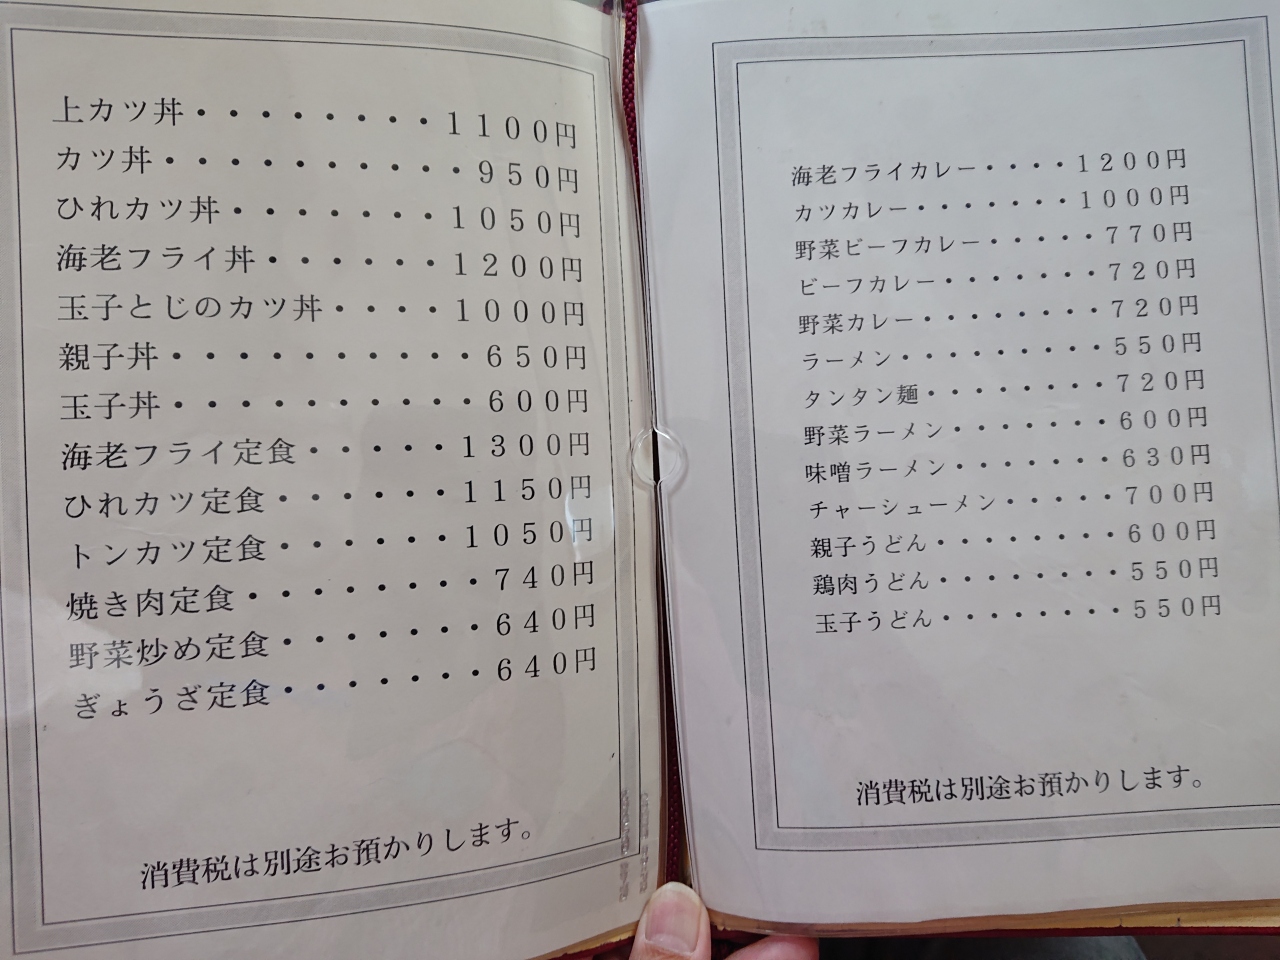 上カツ丼・・・・・・・・１１００円
カツ丼・・・・・・・・・・９５０円
ひれカツ丼・・・・・・・１０５０円
海老フライ丼・・・・・・１２００円
玉子とじのカツ丼・・・・１０００円
親子丼・・・・・・・・・・６５０円
玉子丼・・・・・・・・・・６００円
海老フライ定食・・・・・１３００円
ひれカツ定食・・・・・・１１５０円
トンカツ定食・・・・・・１０５０円
焼き肉定食・・・・・・・・７４０円
野菜炒め定食・・・・・・・６４０円
ぎょうざ定食・・・・・・・６４０円
消費税は別途お預かりします。
海老フライカレー・・・・１２００円
カツカレー・・・・・・・１０００円
野菜ビーフカレー・・・・・７７０円
ビーフカレー・・・・・・・７２０円
野菜カレー・・・・・・・・７２０円
ラーメン・・・・・・・・・５５０円
タンタン麺・・・・・・・・７２０円
野菜ラーメン・・・・・・・６００円
味噌ラーメン・・・・・・・６３０円
チャーシューメン・・・・・７００円
親子うどん・・・・・・・・６００円
鶏肉うどん・・・・・・・・５５０円
玉子うどん・・・・・・・・５５０円
消費税は別途お預かりします。